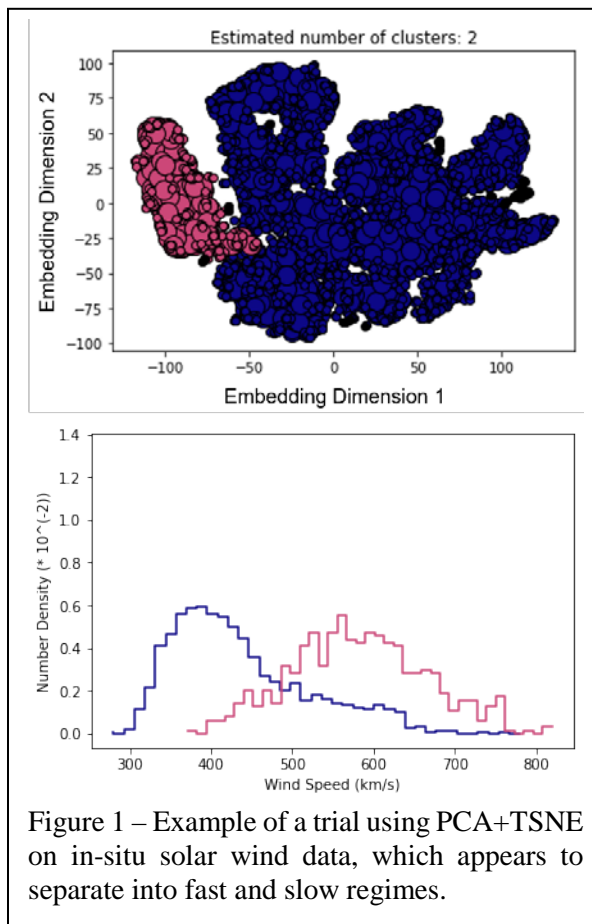 Estimated number of clusters: 2
100
75
50
25
0
−25
−50
−75
−100
Embedding Dimension 2
−100 −50 0 50 100
Embedding Dimension 1
1.4
1.2
1.0
0.8
0.6
0.4
0.2
0.0
Number Density (* 10^(-2))
300 400 500 600 700 800
Wind Speed (km/s)
Figure 1 – Example of a trial using PCA+TSNE
on in-situ solar wind data, which appears to
separate into fast and slow regimes.